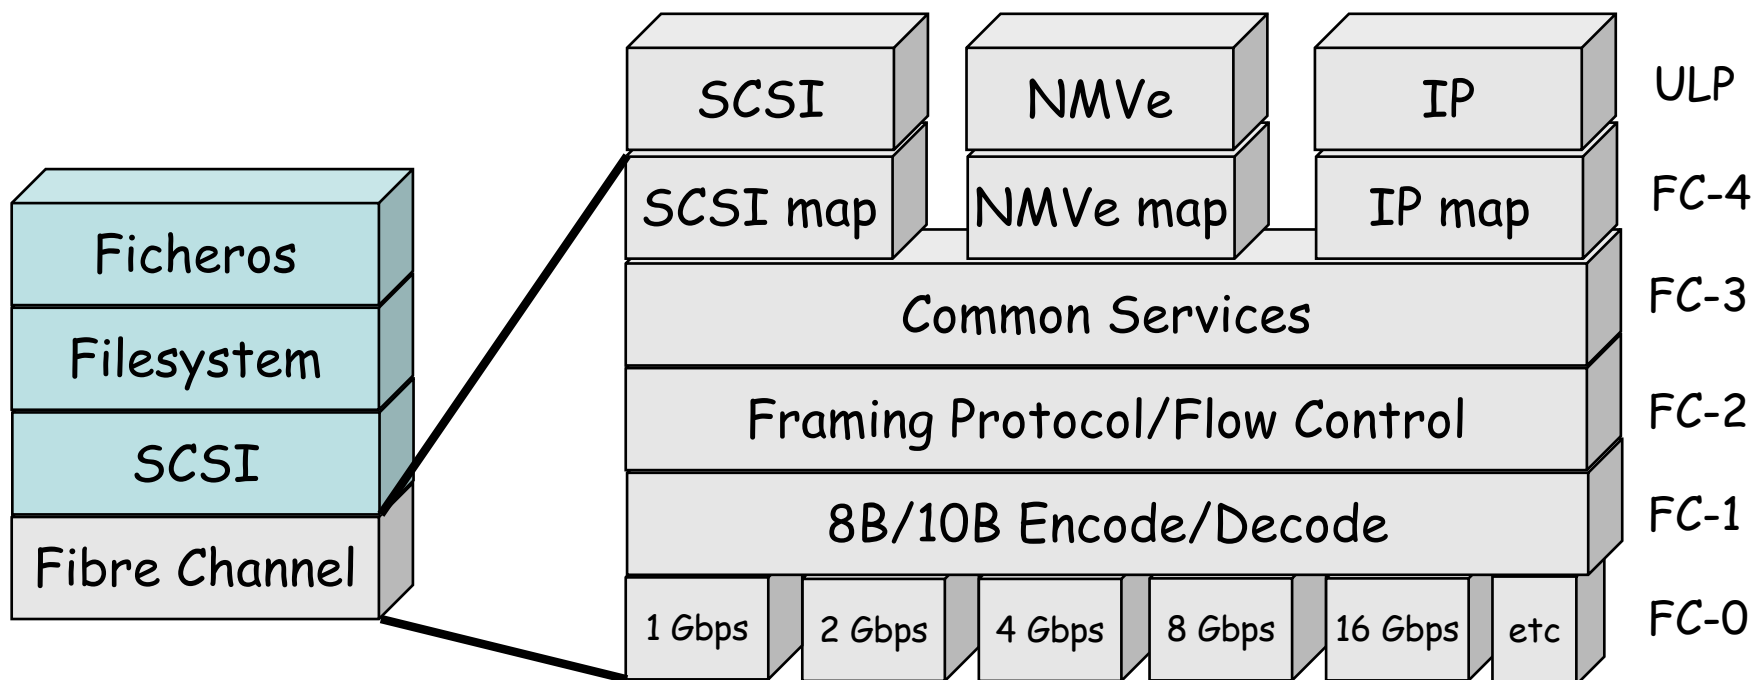 Ficheros
Filesystem
SCSI
Fibre Channel
SCSI
NMVe
IP
ULP
SCSI map
NMVe map
IP map
FC-4
Common Services
FC-3
Framing Protocol/Flow Control
FC-2
8B/10B Encode/Decode
FC-1
1 Gbps
2 Gbps
4 Gbps
8 Gbps
16 Gbps
etc
FC-0